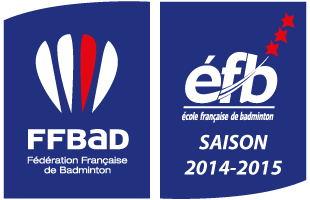 FFBaD
Fédération Française
de Badminton
éfb
école française de badminton
SAISON
2014-2015